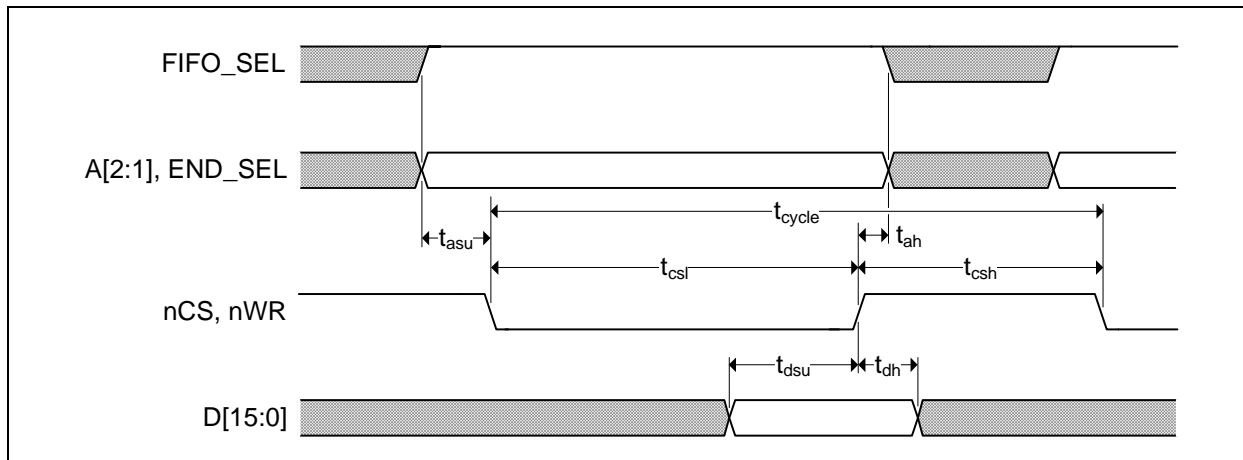 FIFO_SEL
A[2:1], END_SEL
tcycle
tasu
tah
tcsl
tcsh
nCS, nWR
tdsu
tdh
D[15:0]